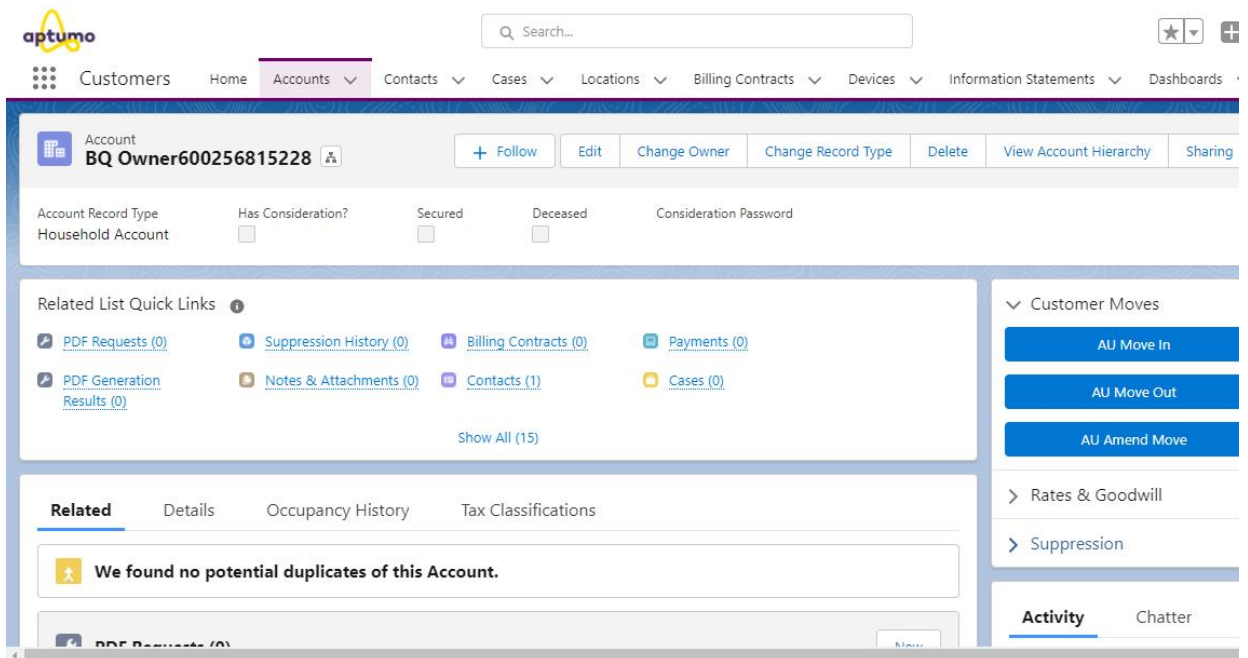 aptumo
Search...
Customers Home Accounts Contacts Cases Locations Billing Contracts Devices Information Statements Dashboards
Account
BQ Owner600256815228
Follow Edit Change Owner Change Record Type Delete View Account Hierarchy Sharing
Account Record Type Has Consideration? Secured Deceased Consideration Password
Household Account
Related List Quick Links
PDF Requests (0) Suppression History (0) Billing Contracts (0) Payments (0)
PDF Generation Notes & Attachments (0) Contacts (1) Cases (0)
Results (0)
Show All (15)
Customer Moves
AU Move In
AU Move Out
AU Amend Move
Rates & Goodwill
Suppression
Related Details Occupancy History Tax Classifications
We found no potential duplicates of this Account.
PDF Requests (0) New
Activity Chatter